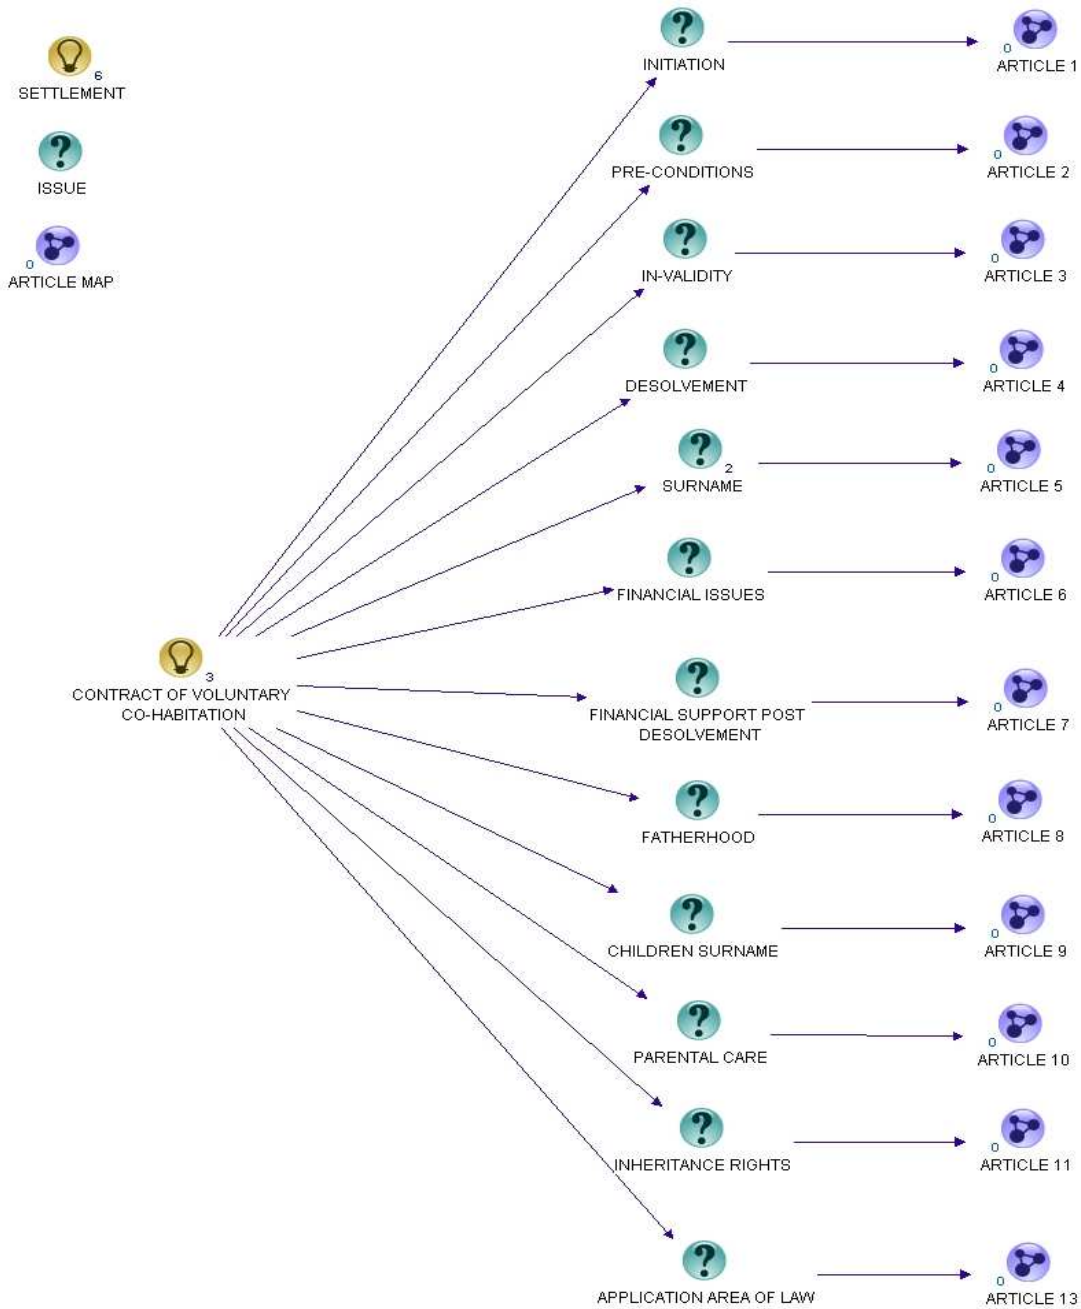 6
SETTLEMENT
ISSUE
0
ARTICLE MAP
3
CONTRACT OF VOLUNTARY
CO-HABITATION
INITIATION
0
ARTICLE 1
PRE-CONDITIONS
0
ARTICLE 2
IN-VALIDITY
0
ARTICLE 3
DESOLVEMENT
0
ARTICLE 4
2
SURNAME
0
ARTICLE 5
FINANCIAL ISSUES
0
ARTICLE 6
FINANCIAL SUPPORT POST
DESOLVEMENT
0
ARTICLE 7
FATHERHOOD
0
ARTICLE 8
CHILDREN SURNAME
0
ARTICLE 9
PARENTAL CARE
0
ARTICLE 10
INHERITANCE RIGHTS
0
ARTICLE 11
APPLICATION AREA OF LAW
0
ARTICLE 13